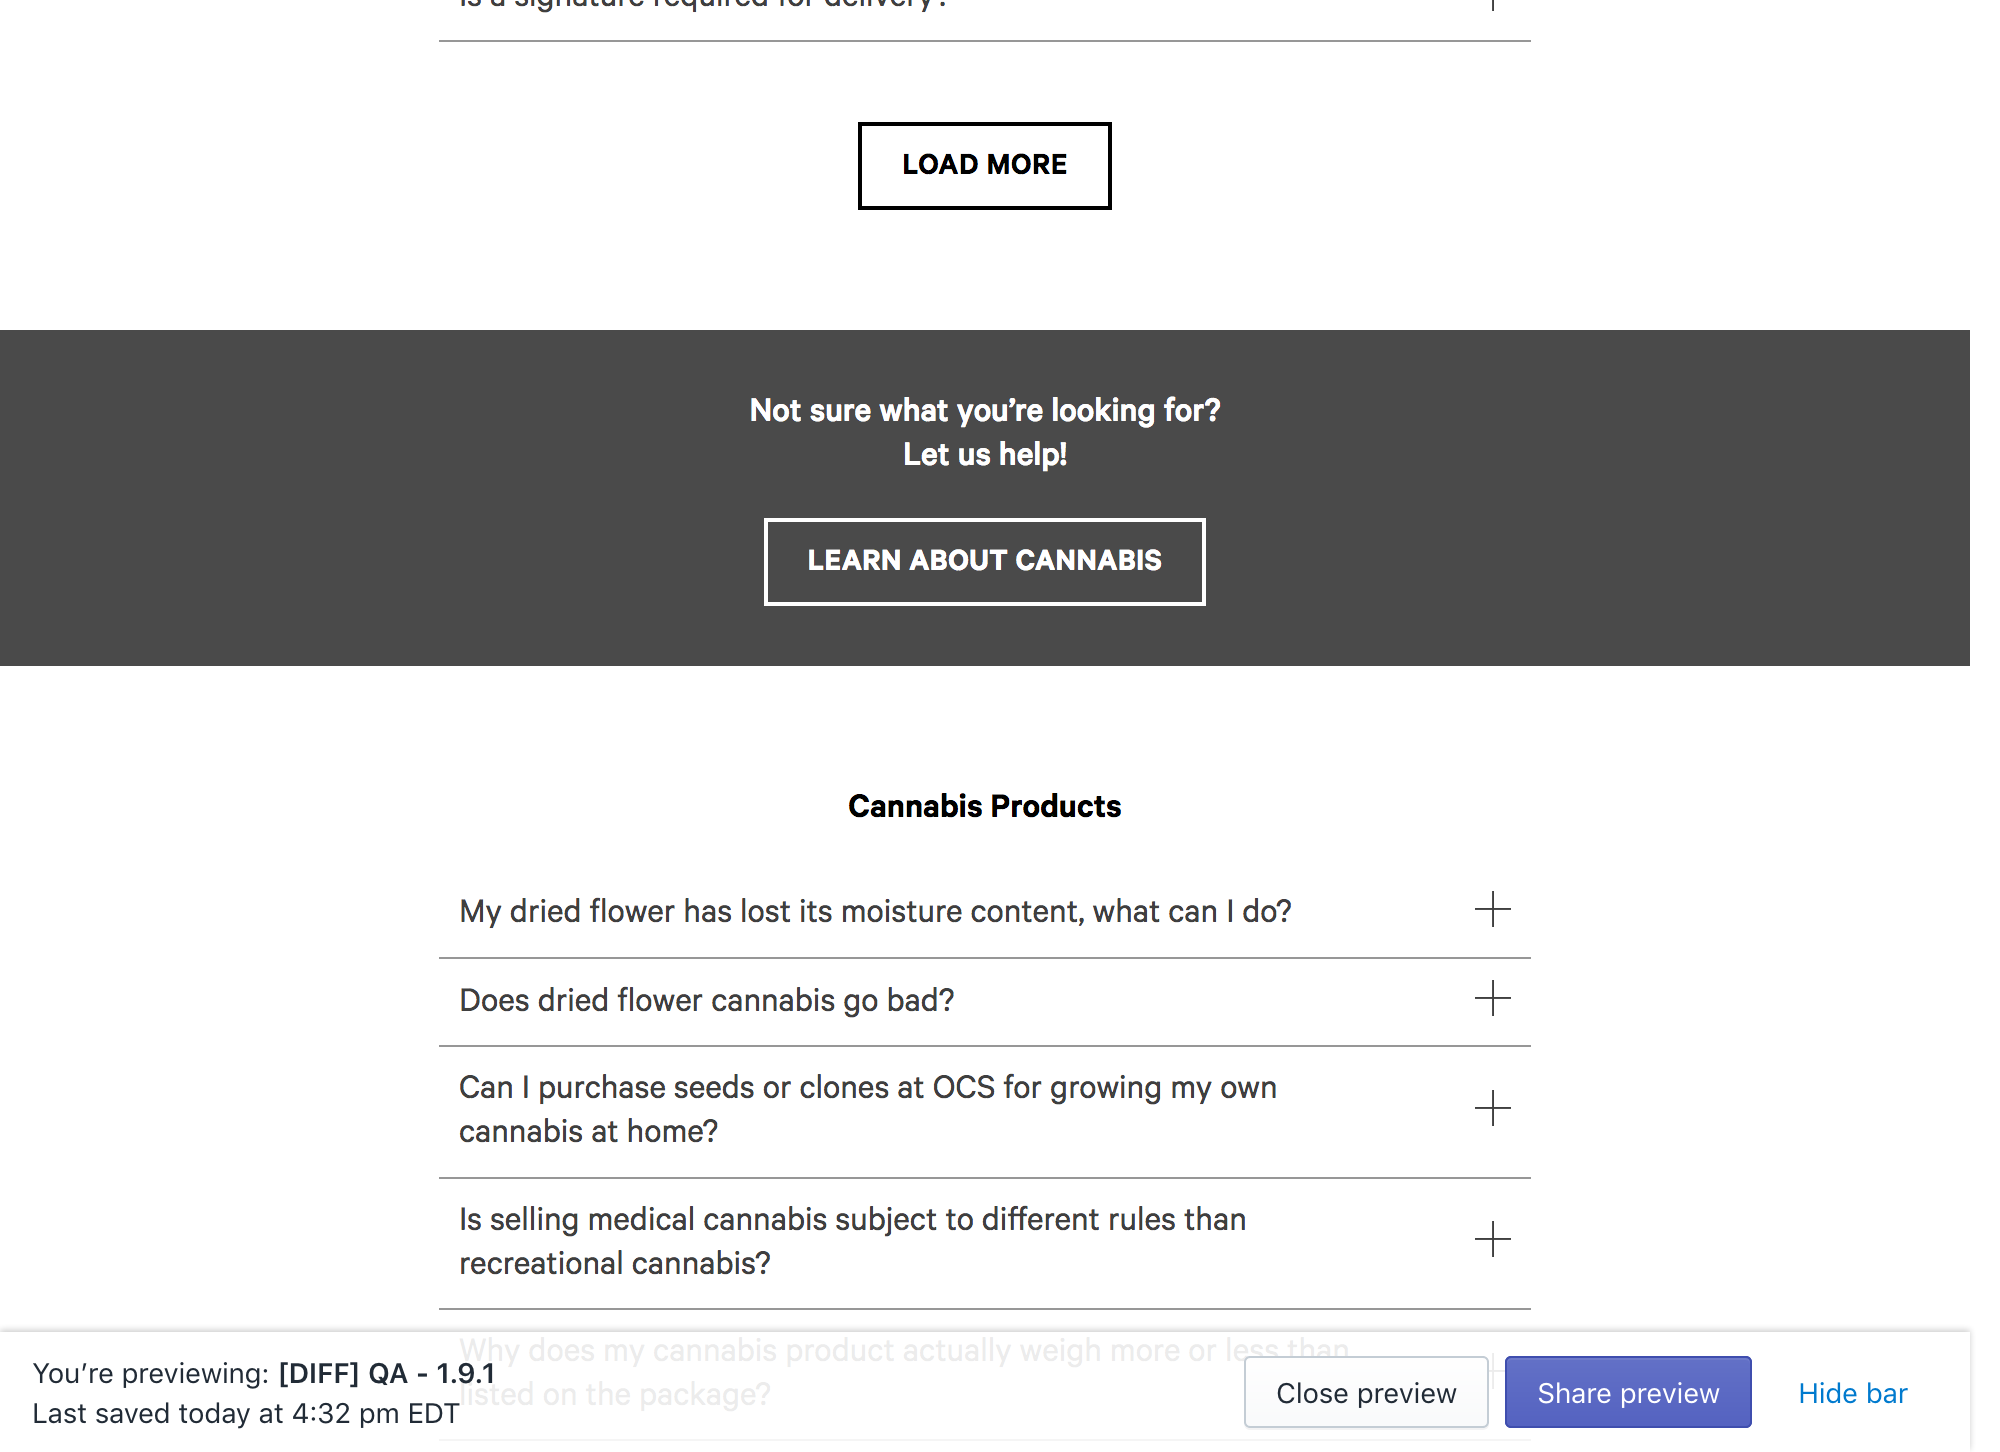 Is a signature required for delivery?
LOAD MORE
Not sure what you’re looking for?
Let us help!
LEARN ABOUT CANNABIS
Cannabis Products
My dried flower has lost its moisture content, what can I do?
Does dried flower cannabis go bad?
Can I purchase seeds or clones at OCS for growing my own
cannabis at home?
Is selling medical cannabis subject to different rules than
recreational cannabis?
Why does my cannabis product actually weigh more or less than
listed on the package?
You’re previewing: [DIFF] QA - 1.9.1
Last saved today at 4:32 pm EDT
Close preview
Share preview
Hide bar